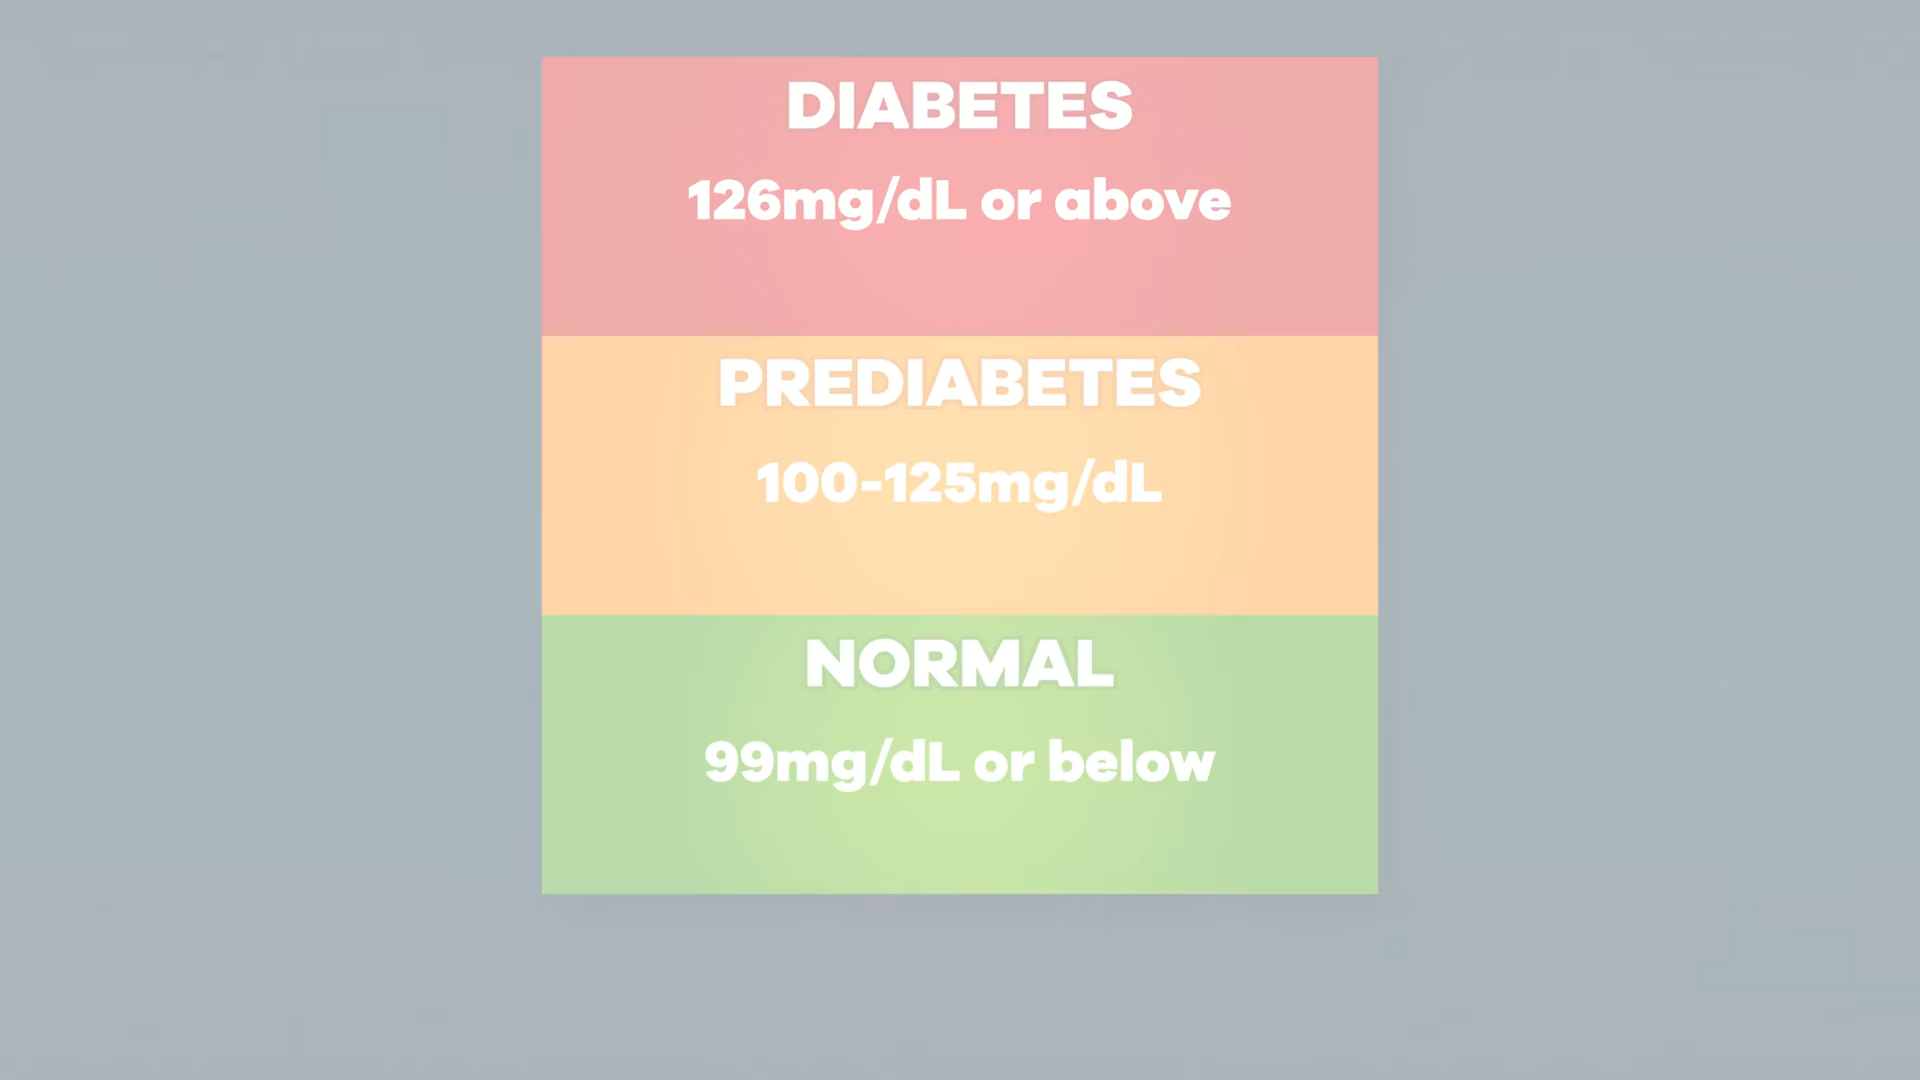 DIABETES
126mg/dL or above
PREDIABETES
100-125mg/dL
NORMAL
99mg/dL or below